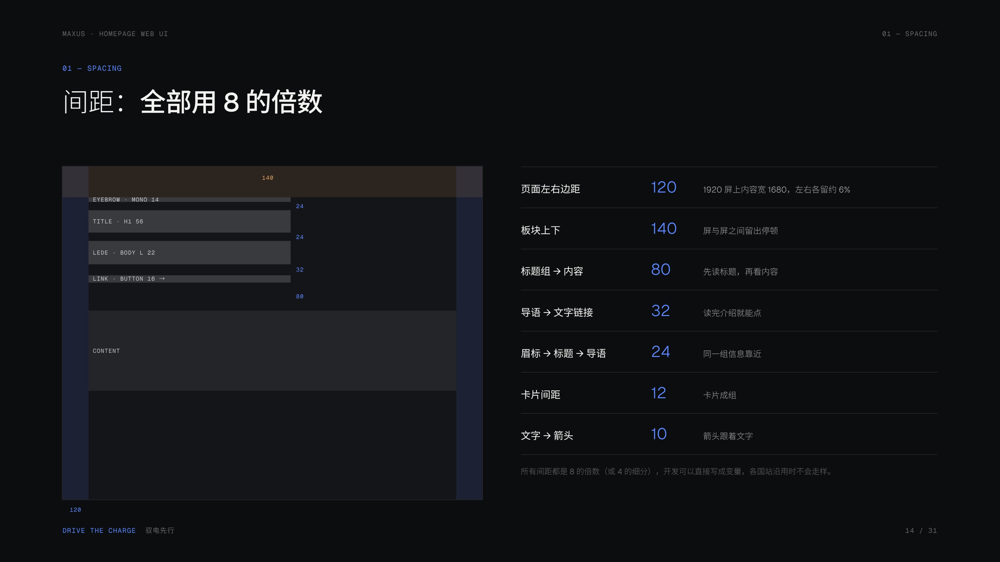 MAXUS · HOMEPAGE WEB UI
01 — SPACING
01 — SPACING
间距：全部用 8 的倍数
140
EYEBROW · MONO 14
24
TITLE · H1 56
24
LEDE · BODY L 22
32
LINK · BUTTON 16 →
80
CONTENT
120
页面左右边距 120 1920 屏上内容宽 1680，左右各留约 6%
板块上下 140 屏与屏之间留出停顿
标题组 → 内容 80 先读标题，再看内容
导语 → 文字链接 32 读完介绍就能点
眉标 → 标题 → 导语 24 同一组信息靠近
卡片间距 12 卡片成组
文字 → 箭头 10 箭头跟着文字
所有间距都是 8 的倍数（或 4 的细分），开发可以直接写成变量，各国站沿用时不会走样。
DRIVE THE CHARGE 驭电先行
14 / 31